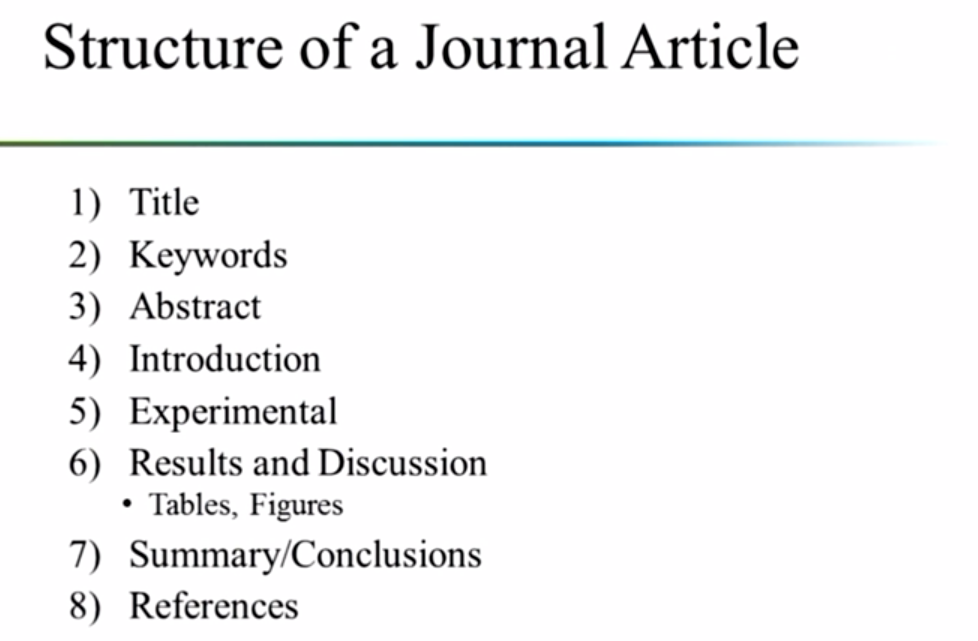 Structure of a Journal Article
1) Title
2) Keywords
3) Abstract
4) Introduction
5) Experimental
6) Results and Discussion
• Tables, Figures
7) Summary/Conclusions
8) References